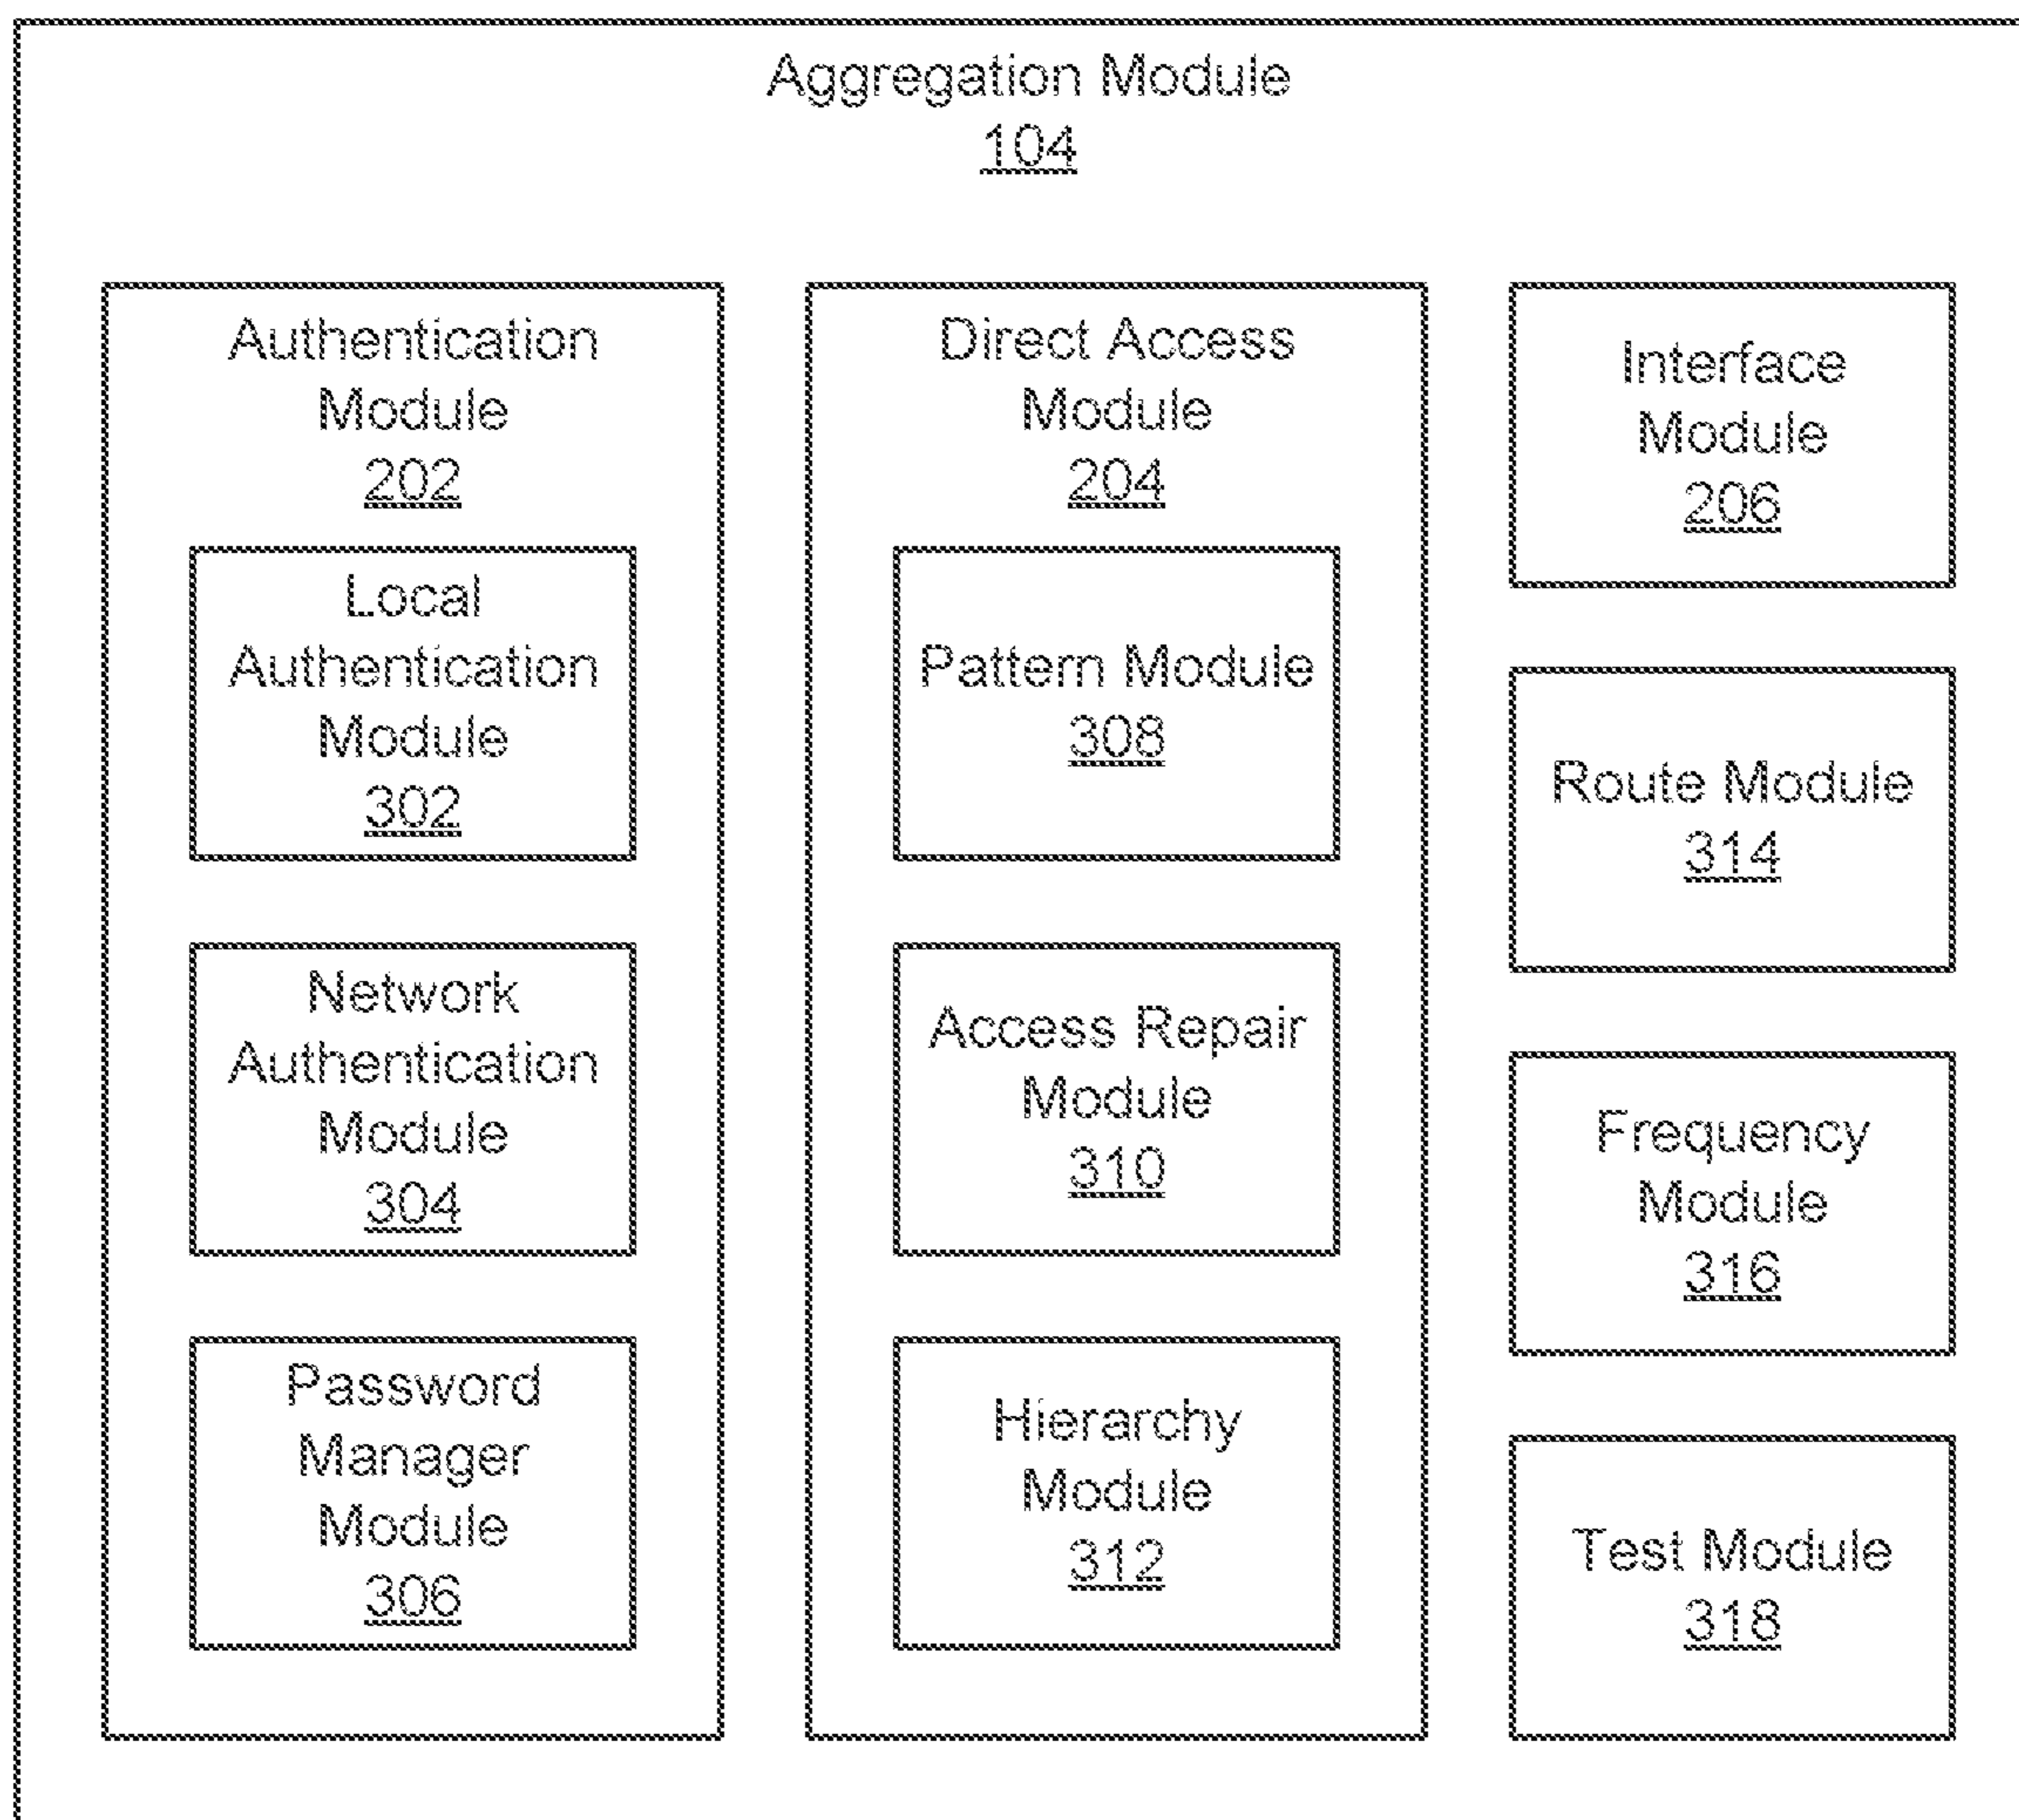 Aggregation Module
104
Authentication
Module
202
Local
Authentication
Module
302
Network
Authentication
Module
304
Password
Manager
Module
306
Direct Access
Module
204
Pattern Module
308
Access Repair
Module
310
Hierarchy
Module
312
Interface
Module
206
Route Module
314
Frequency
Module
316
Test Module
318